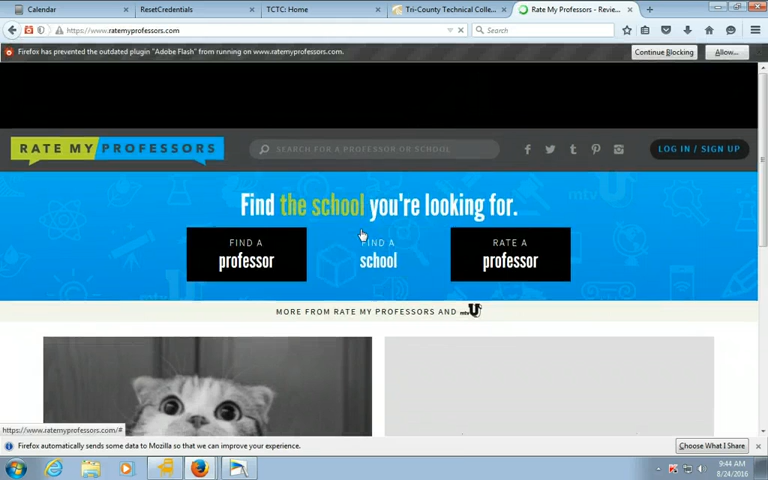 Calendar
ResetCredentials
TCTC: Home
Tri-County Technical Colle...
Rate My Professors - Revie...
https://www.ratemyprofessors.com
Search
Firefox has prevented the outdated plugin "Adobe Flash" from running on www.ratemyprofessors.com.
Continue Blocking
Allow...
RATE MY PROFESSORS
SEARCH FOR A PROFESSOR OR SCHOOL
LOG IN / SIGN UP
Find the school you're looking for.
mtvU
FIND A
professor
FIND A
school
RATE A
professor
MORE FROM RATE MY PROFESSORS AND mtvU
https://www.ratemyprofessors.com/#
Firefox automatically sends some data to Mozilla so that we can improve your experience.
Choose What I Share
9:44 AM
8/24/2016